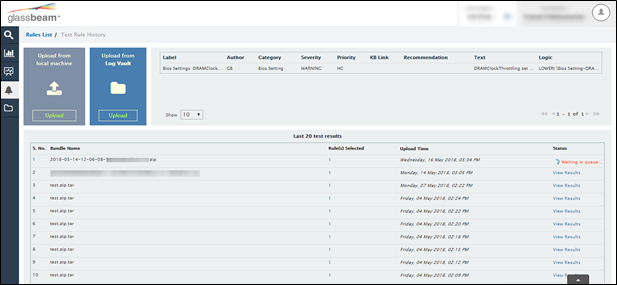 glassbeam™
Rules List / Test Rule History
Upload from local machine
Upload
Upload from Log Vault
Upload
Label Author Category Severity Priority KB Link Recommendation Text Logic
Bios Settings: DRAMClock... GB Bios Setting WARNING HC DRAMClockThrottling set ... LOWER(
Show 10
1 - 1 of 1
Last 20 test results
S. No. Bundle Name Rule(s) Selected Upload Time Status
1 2018-05-14-12-06-08- .zip 1 Wednesday, 16 May 2018, 05:34 PM Waiting in queue...
2 1 Monday, 14 May 2018, 05:05 PM View Results
3 test.zip.tar 1 Monday, 07 May 2018, 02:22 PM View Results
4 test.zip.tar 1 Friday, 04 May 2018, 02:24 PM View Results
5 test.zip.tar 1 Friday, 04 May 2018, 02:22 PM View Results
6 test.zip.tar 1 Friday, 04 May 2018, 02:20 PM View Results
7 test.zip.tar 1 Friday, 04 May 2018, 02:18 PM View Results
8 test.zip.tar 1 Friday, 04 May 2018, 02:15 PM View Results
9 test.zip.tar 1 Friday, 04 May 2018, 02:12 PM View Results
10 test.zip.tar 1 Friday, 04 May 2018, 02:09 PM View Results